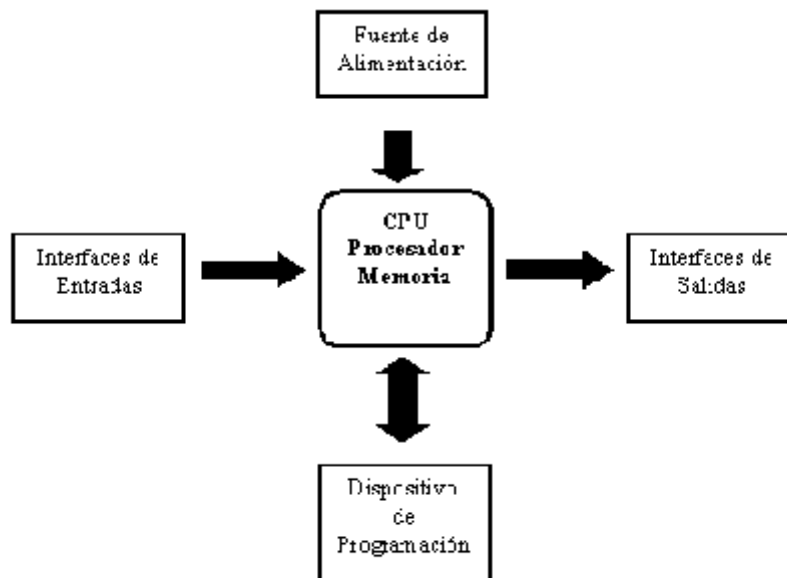 Fuente de
Alimentación
CPU
Procesador
Memoria
Interfaces de
Entradas
Interfaces de
Salidas
Dispositivo
de
Programación